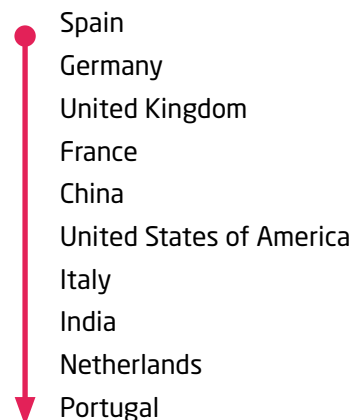 Spain
Germany
United Kingdom
France
China
United States of America
Italy
India
Netherlands
Portugal